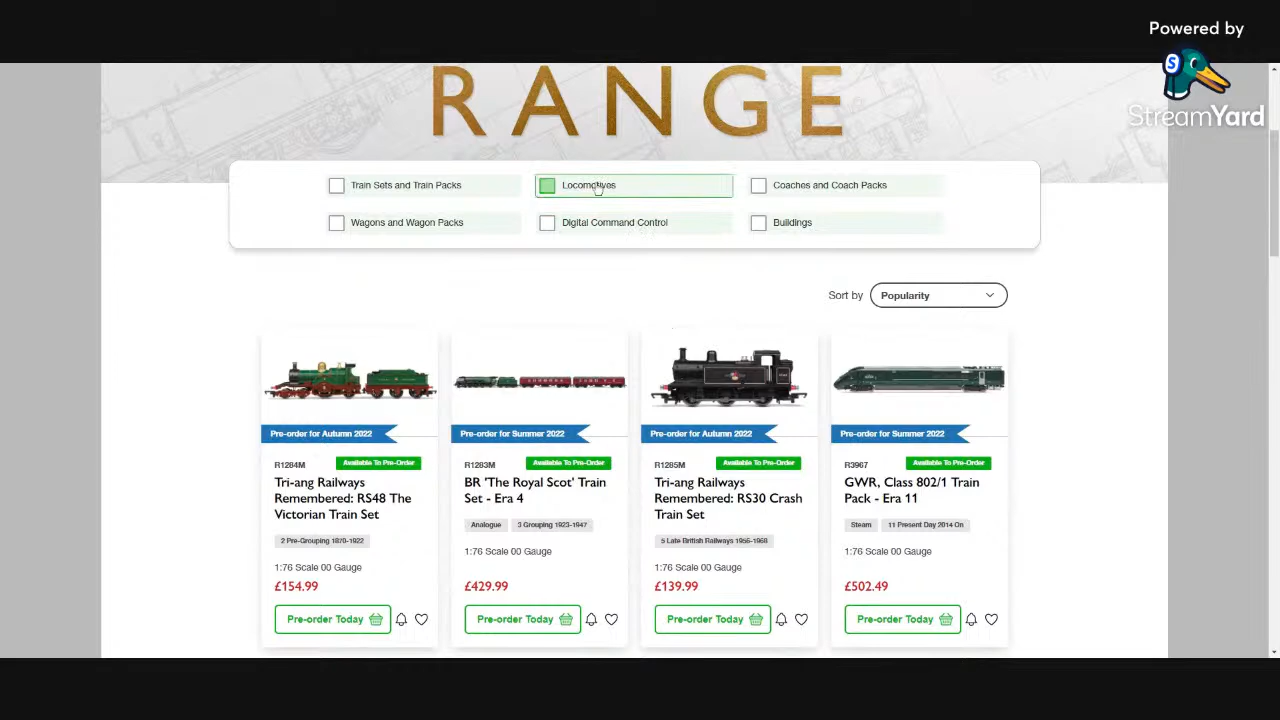 Powered by
S
StreamYard
RANGE
Train Sets and Train Packs
Locomotives
Coaches and Coach Packs
Wagons and Wagon Packs
Digital Command Control
Buildings
Sort by
Popularity
Pre-order for Autumn 2022
R1284M
Available To Pre-Order
Tri-ang Railways
Remembered: RS48 The
Victorian Train Set
2 Pre-Grouping 1870-1922
1:76 Scale 00 Gauge
£154.99
Pre-order Today
Pre-order for Summer 2022
R1283M
Available To Pre-Order
BR 'The Royal Scot' Train
Set - Era 4
Analogue
3 Grouping 1923-1947
1:76 Scale 00 Gauge
£429.99
Pre-order Today
Pre-order for Autumn 2022
R1285M
Available To Pre-Order
Tri-ang Railways
Remembered: RS30 Crash
Train Set
5 Late British Railways 1956-1968
1:76 Scale 00 Gauge
£139.99
Pre-order Today
Pre-order for Summer 2022
R3967
Available To Pre-Order
GWR, Class 802/1 Train
Pack - Era 11
Steam
11 Present Day 2014 On
1:76 Scale 00 Gauge
£502.49
Pre-order Today